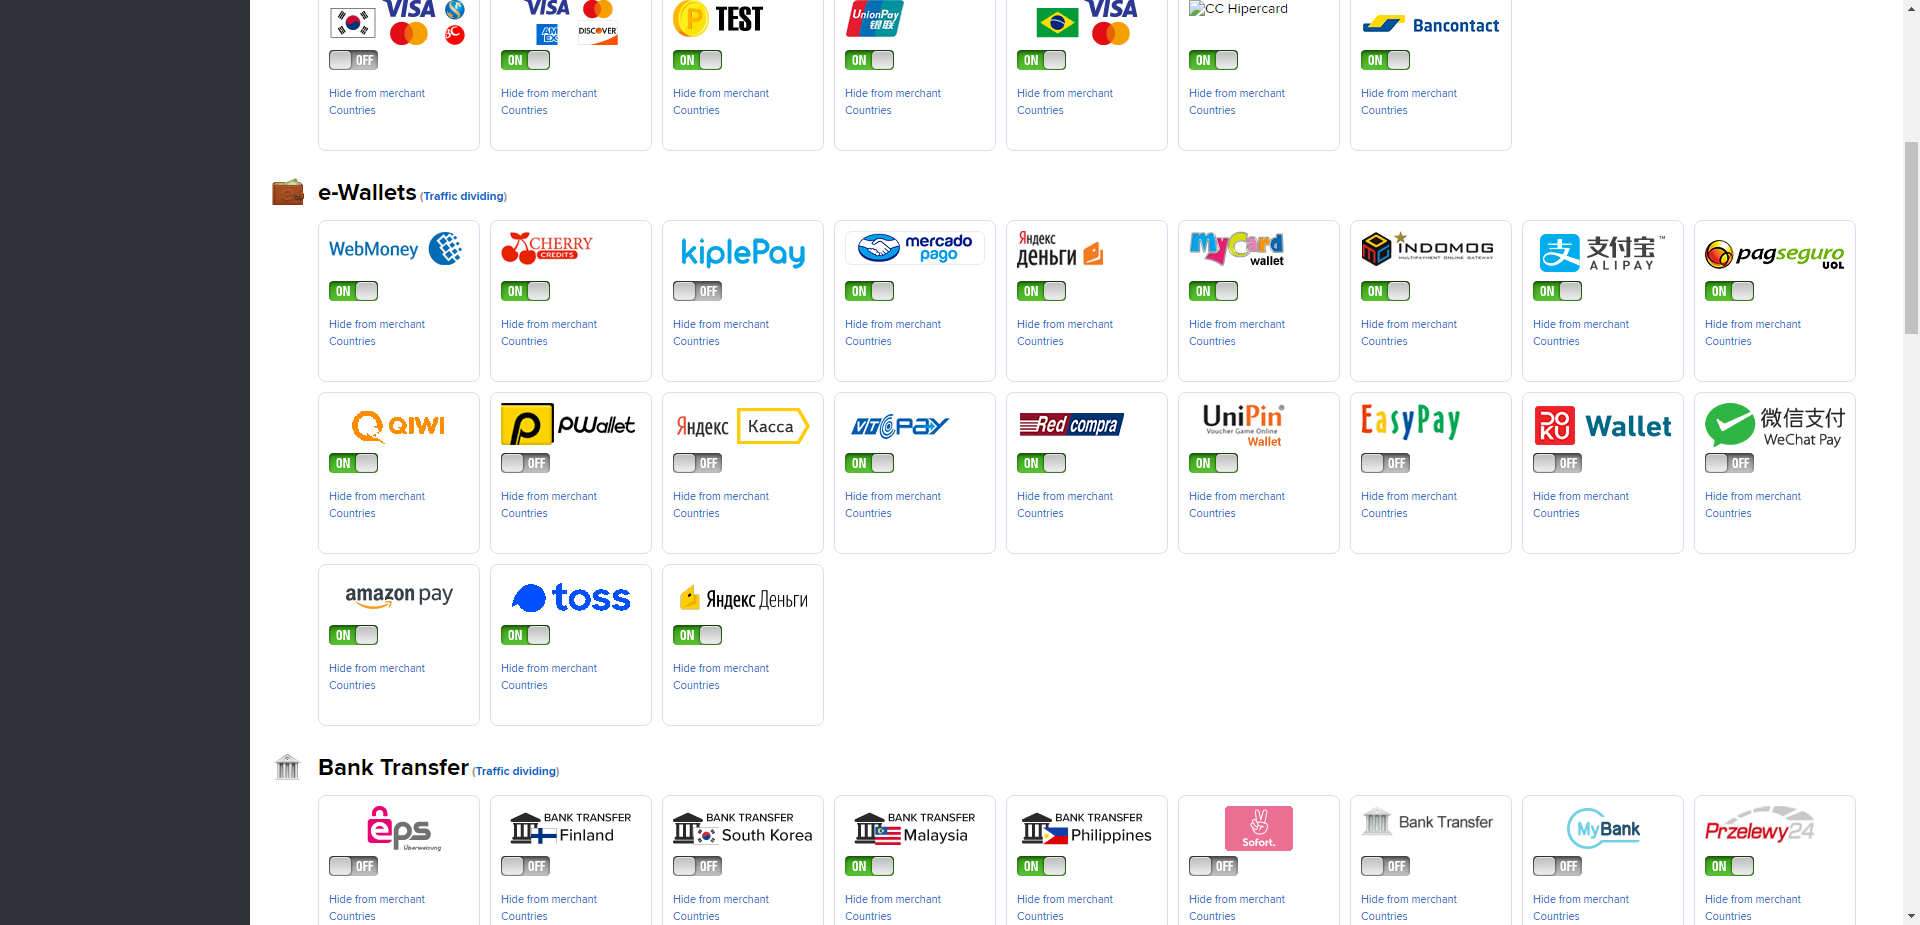 VISA VISA VISA
AM EX DISCOVER P TEST UnionPay 银联 CC Hipercard Bancontact
OFF ON ON ON ON ON ON
Hide from merchant Hide from merchant Hide from merchant Hide from merchant Hide from merchant Hide from merchant Hide from merchant
Countries Countries Countries Countries Countries Countries Countries
e-Wallets (Traffic dividing)
WebMoney CHERRY CREDITS kiplePay mercado pago Яндекс деньги MyCard wallet INDOMOG MULTIPAYMENT ONLINE GATEWAY 支 支付宝™ ALIPAY pagseguro UOL
ON ON OFF ON ON ON ON ON ON
Hide from merchant Hide from merchant Hide from merchant Hide from merchant Hide from merchant Hide from merchant Hide from merchant Hide from merchant Hide from merchant
Countries Countries Countries Countries Countries Countries Countries Countries Countries
QIWI PWallet Яндекс Касса VTC PAY Red compra UniPin® Voucher Game Online Wallet EasyPay DOKU Wallet 微信支付 WeChat Pay
ON OFF OFF ON ON ON OFF OFF OFF
Hide from merchant Hide from merchant Hide from merchant Hide from merchant Hide from merchant Hide from merchant Hide from merchant Hide from merchant Hide from merchant
Countries Countries Countries Countries Countries Countries Countries Countries Countries
amazon pay toss Яндекс Деньги
ON ON ON
Hide from merchant Hide from merchant Hide from merchant
Countries Countries Countries
Bank Transfer (Traffic dividing)
eps Überweisung BANK TRANSFER Finland BANK TRANSFER South Korea BANK TRANSFER Malaysia BANK TRANSFER Philippines Sofort. Bank Transfer MyBank Przelewy24
OFF OFF OFF ON ON OFF OFF OFF ON
Hide from merchant Hide from merchant Hide from merchant Hide from merchant Hide from merchant Hide from merchant Hide from merchant Hide from merchant Hide from merchant
Countries Countries Countries Countries Countries Countries Countries Countries Countries